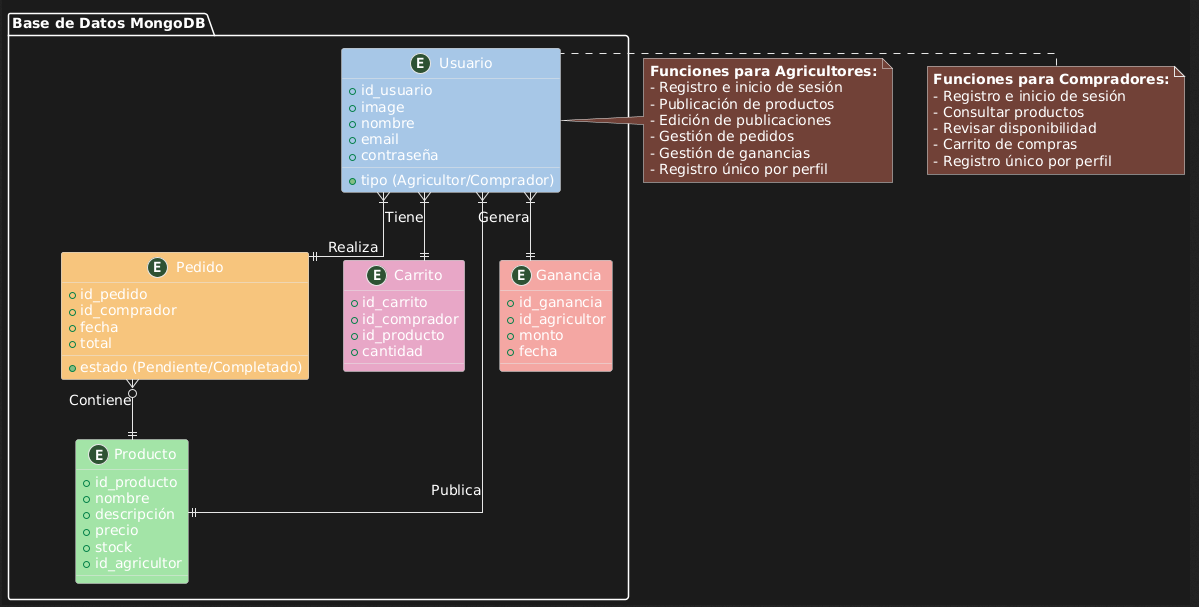 Base de Datos MongoDB
E Usuario
id_usuario
image
nombre
email
contraseña
tipo (Agricultor/Comprador)
Funciones para Agricultores:
- Registro e inicio de sesión
- Publicación de productos
- Edición de publicaciones
- Gestión de pedidos
- Gestión de ganancias
- Registro único por perfil
Funciones para Compradores:
- Registro e inicio de sesión
- Consultar productos
- Revisar disponibilidad
- Carrito de compras
- Registro único por perfil
Tiene
Genera
Realiza
E Pedido
id_pedido
id_comprador
fecha
total
estado (Pendiente/Completado)
E Carrito
id_carrito
id_comprador
id_producto
cantidad
E Ganancia
id_ganancia
id_agricultor
monto
fecha
Contiene
E Producto
id_producto
nombre
descripción
precio
stock
id_agricultor
Publica